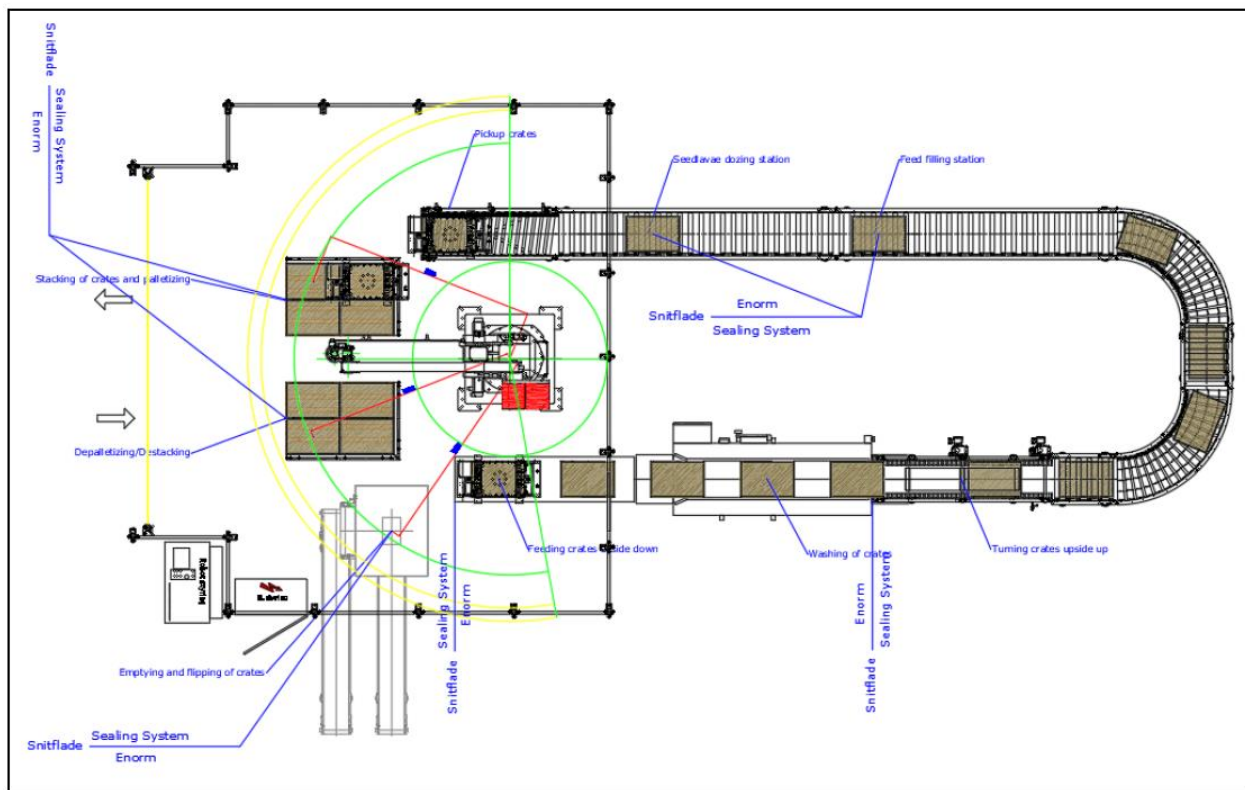 Snitflade
Sealing System
Enorm
Pickup crates
Seedlavae dozing station
Feed filling station
Stacking of crates and palletizing
Snitflade
Enorm
Sealing System
Depalletizing/Destacking
Feeding crates
side down
Washing of crates
Turning crates upside up
Sealing System
Enorm
Snitflade
Enorm
Sealing System
Snitflade
Emptying and flipping of crates
Snitflade
Sealing System
Enorm